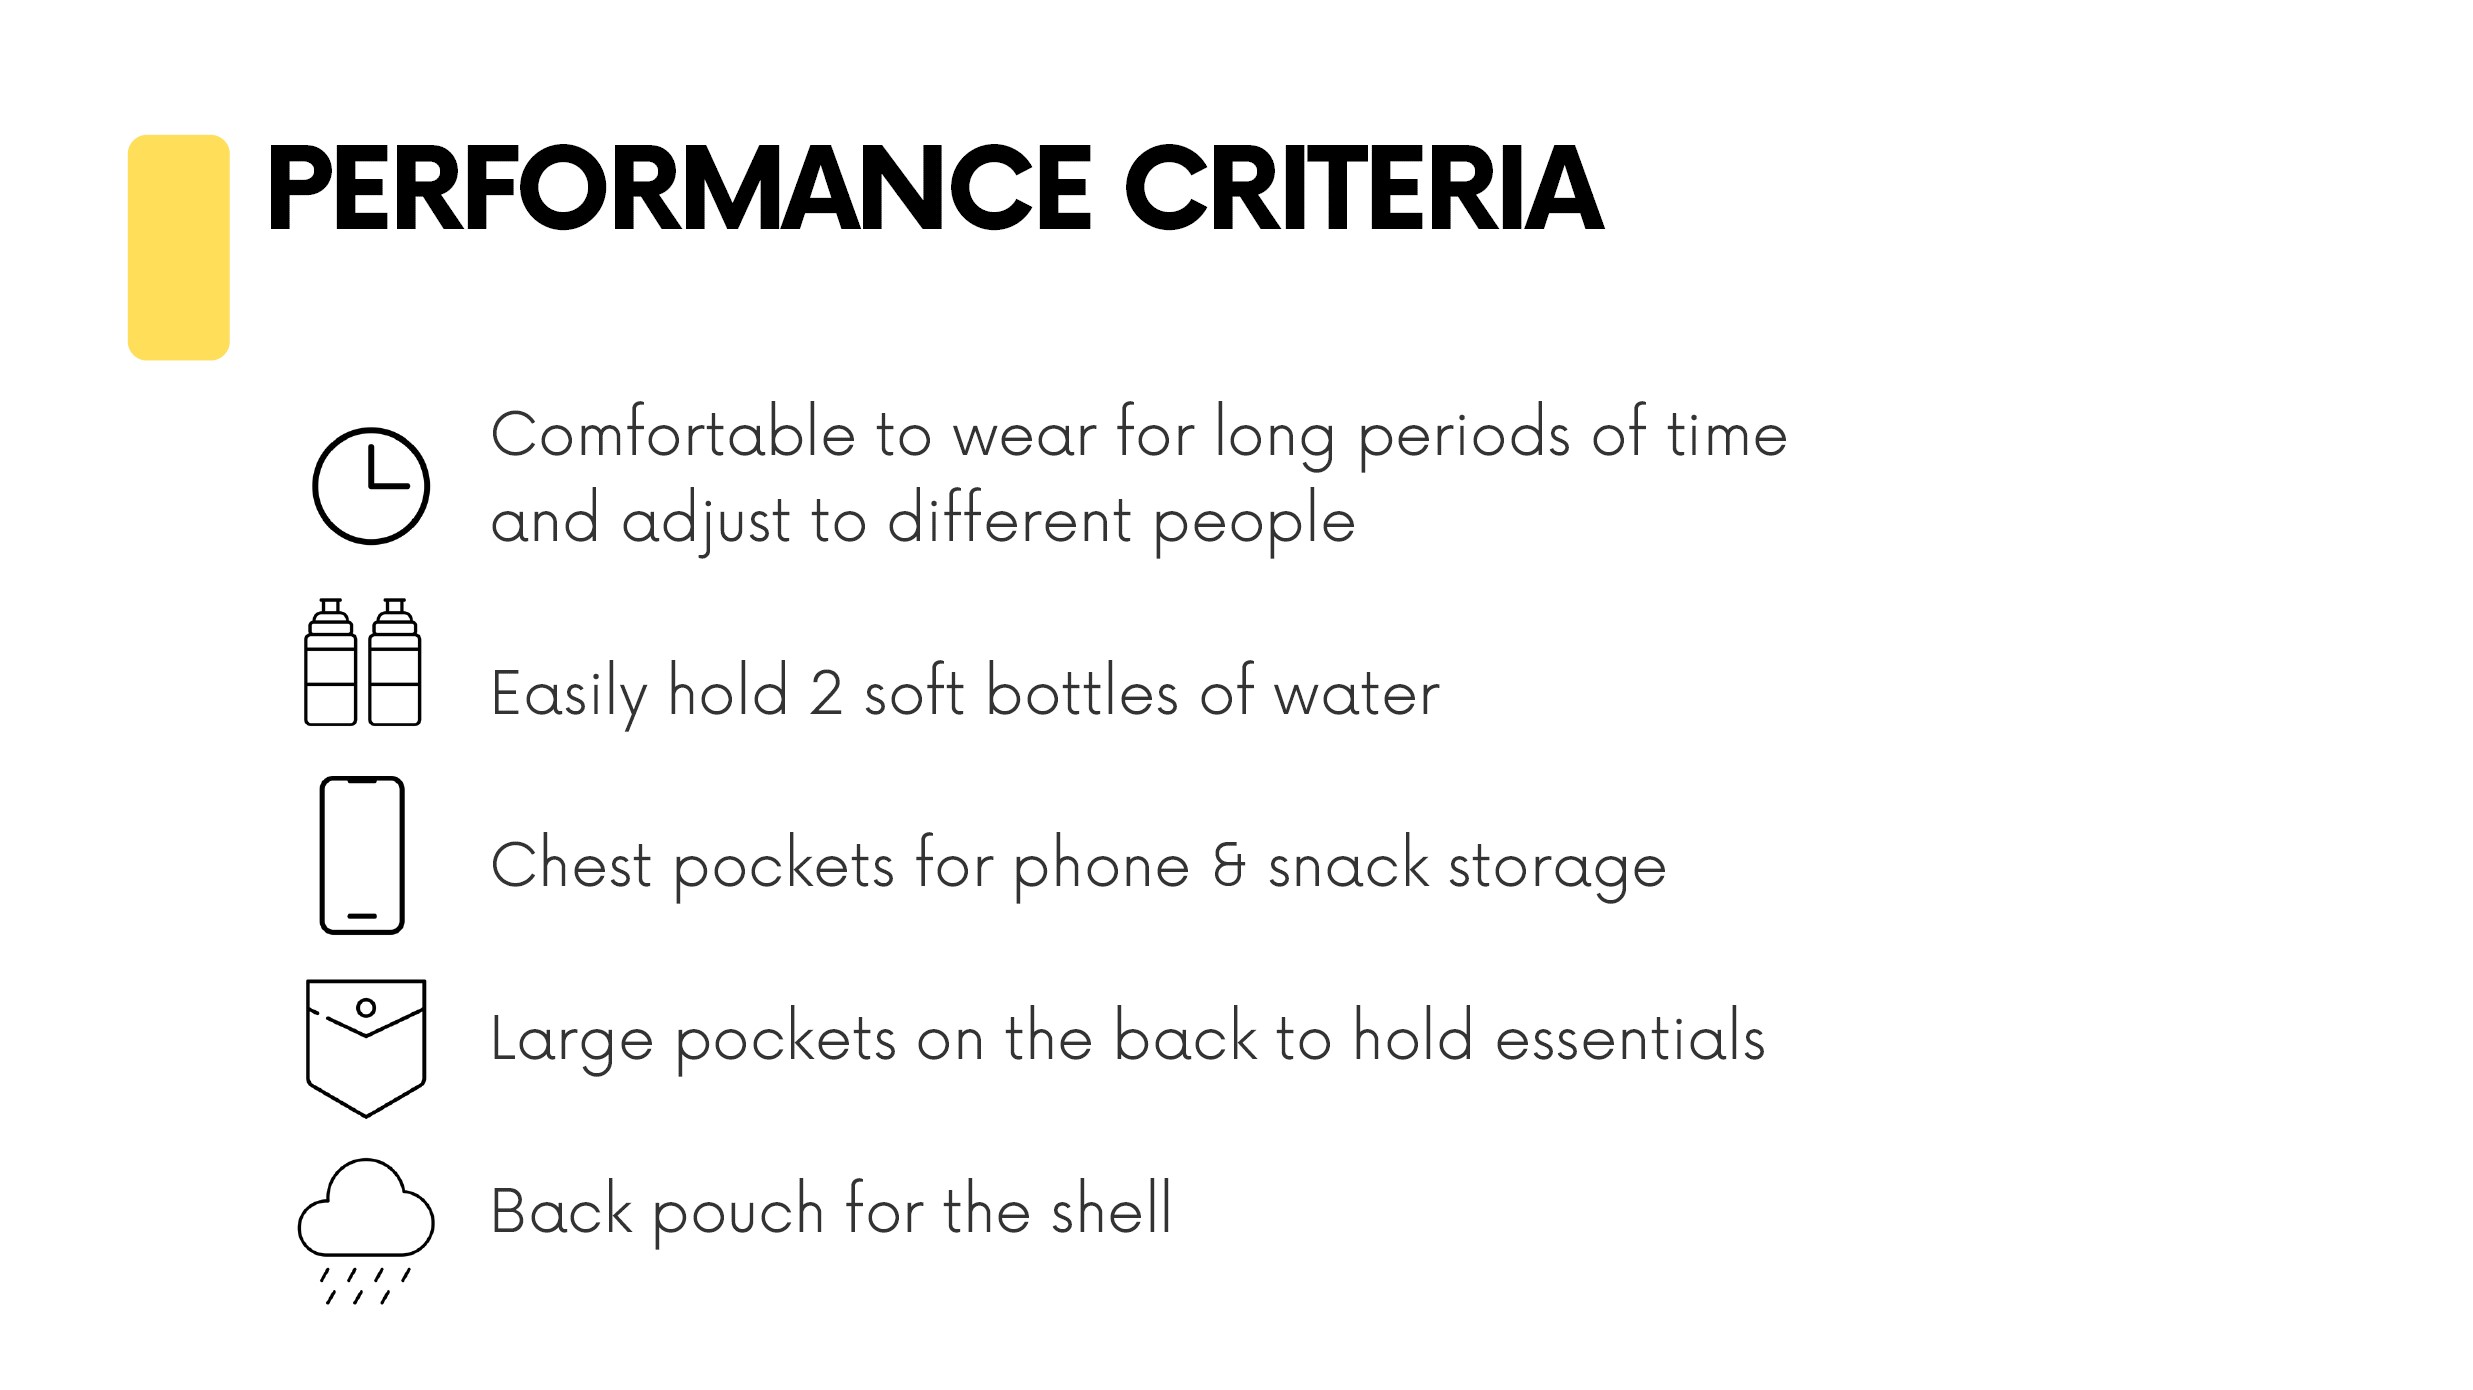 PERFORMANCE CRITERIA
Comfortable to wear for long periods of time
and adjust to different people
Easily hold 2 soft bottles of water
Chest pockets for phone & snack storage
Large pockets on the back to hold essentials
Back pouch for the shell